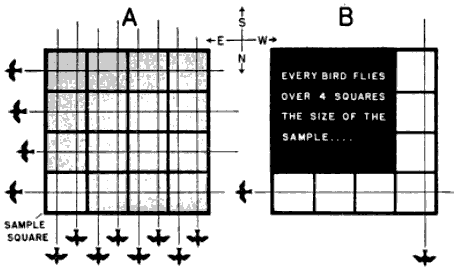 A
B
S
E W
N
EVERY BIRD FLIES
OVER 4 SQUARES
THE SIZE OF THE
SAMPLE....
SAMPLE
SQUARE